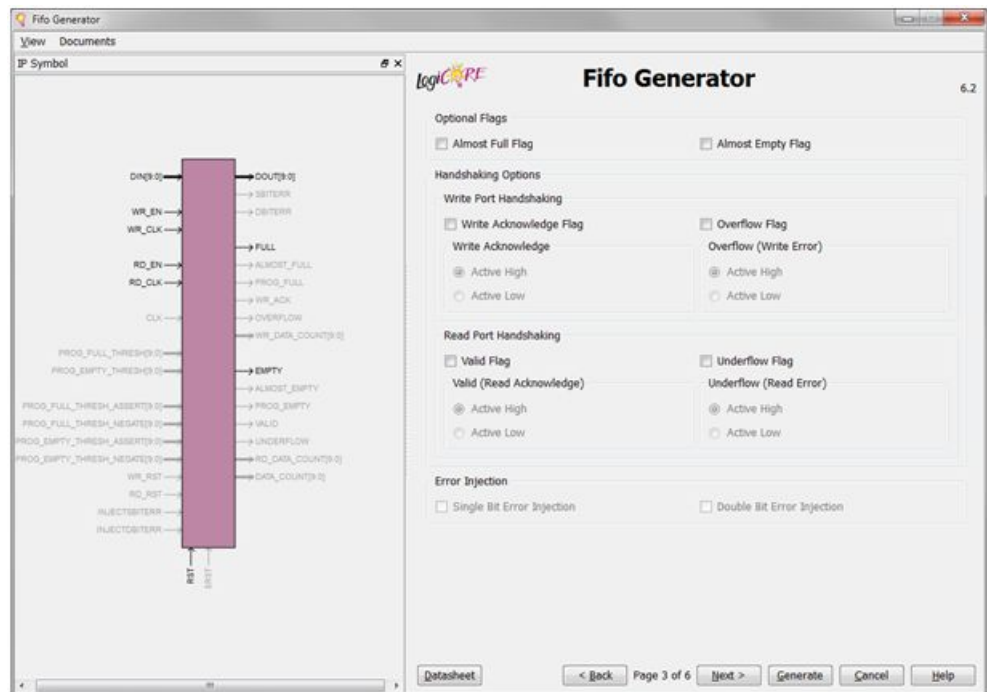 Fifo Generator
View Documents
IP Symbol
DIN[9:0]
WR_EN
WR_CLK
RD_EN
RD_CLK
CLK
PROG_FULL_THRESH[9:0]
PROG_EMPTY_THRESH[9:0]
PROG_FULL_THRESH_ASSERT[9:0]
PROG_FULL_THRESH_NEGATE[9:0]
PROG_EMPTY_THRESH_ASSERT[9:0]
PROG_EMPTY_THRESH_NEGATE[9:0]
WR_RST
RD_RST
INJECTSBITERR
INJECTDBITERR
DOUT[9:0]
SBITERR
DBITERR
FULL
ALMOST_FULL
PROG_FULL
WR_ACK
OVERFLOW
WR_DATA_COUNT[9:0]
EMPTY
ALMOST_EMPTY
PROG_EMPTY
VALID
UNDERFLOW
RD_DATA_COUNT[9:0]
DATA_COUNT[9:0]
RST
SRST
logiCORE
Fifo Generator
6.2
Optional Flags
Almost Full Flag Almost Empty Flag
Handshaking Options
Write Port Handshaking
Write Acknowledge Flag Overflow Flag
Write Acknowledge Overflow (Write Error)
Active High Active High
Active Low Active Low
Read Port Handshaking
Valid Flag Underflow Flag
Valid (Read Acknowledge) Underflow (Read Error)
Active High Active High
Active Low Active Low
Error Injection
Single Bit Error Injection Double Bit Error Injection
Datasheet < Back Page 3 of 6 Next > Generate Cancel Help